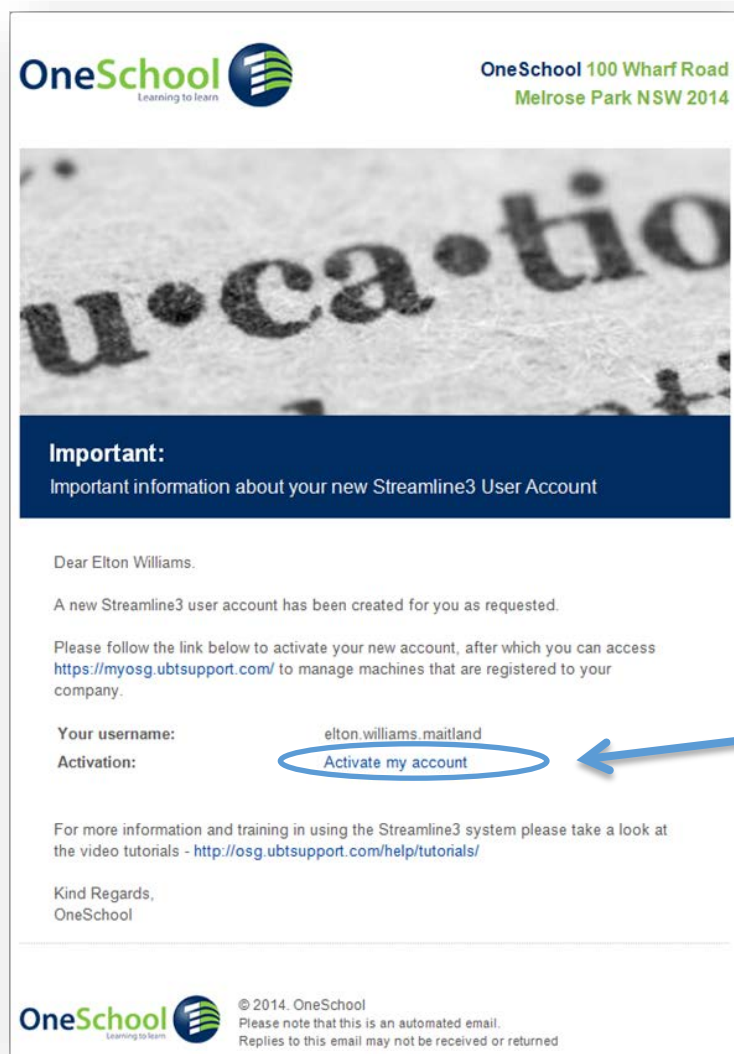 OneSchool
Learning to learn
OneSchool 100 Wharf Road
Melrose Park NSW 2014
u•ca•tio
Important:
Important information about your new Streamline3 User Account
Dear Elton Williams.
A new Streamline3 user account has been created for you as requested.
Please follow the link below to activate your new account, after which you can access
https://myosg.ubtsupport.com/ to manage machines that are registered to your
company.
Your username: elton.williams.maitland
Activation: Activate my account
For more information and training in using the Streamline3 system please take a look at
the video tutorials - http://osg.ubtsupport.com/help/tutorials/
Kind Regards,
OneSchool
OneSchool
Learning to learn
© 2014. OneSchool
Please note that this is an automated email.
Replies to this email may not be received or returned